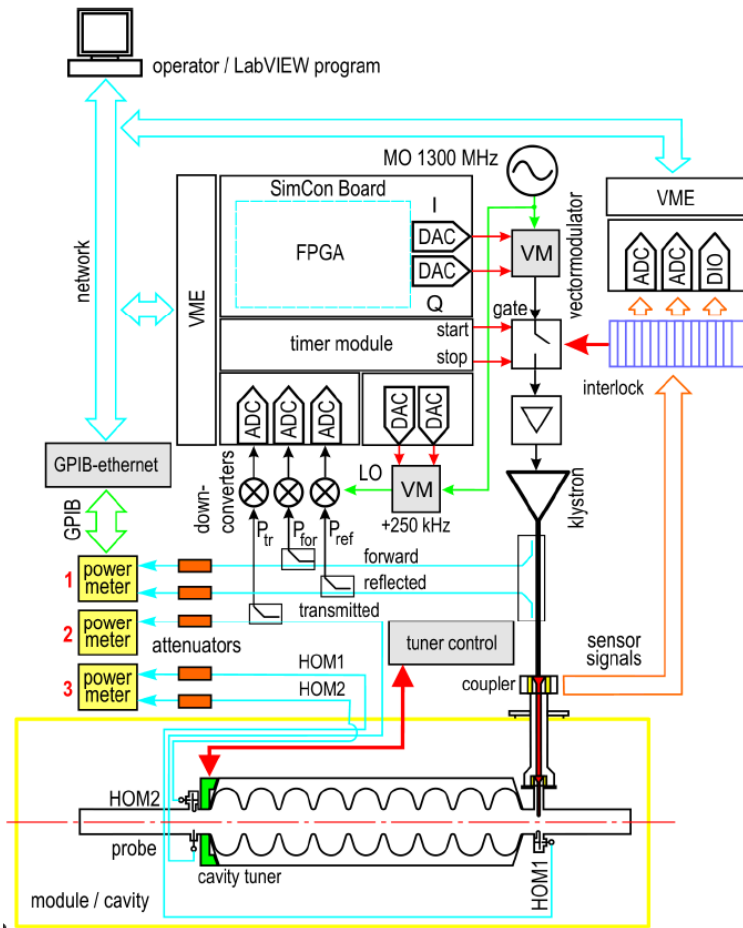 operator / LabVIEW program
MO 1300 MHz
SimCon Board
VME
I
FPGA
DAC
DAC
Q
VM
vectormodulator
ADC
ADC
DIO
network
VME
gate
start
timer module
stop
interlock
ADC
ADC
ADC
DAC
DAC
GPIB-ethernet
down-
converters
LO
VM
+250 kHz
klystron
GPIB
Ptr
Pfor
Pref
forward
1
power
meter
reflected
transmitted
2
power
meter
attenuators
tuner control
sensor
signals
3
power
meter
HOM1
HOM2
coupler
HOM2
probe
cavity tuner
HOM1
module / cavity